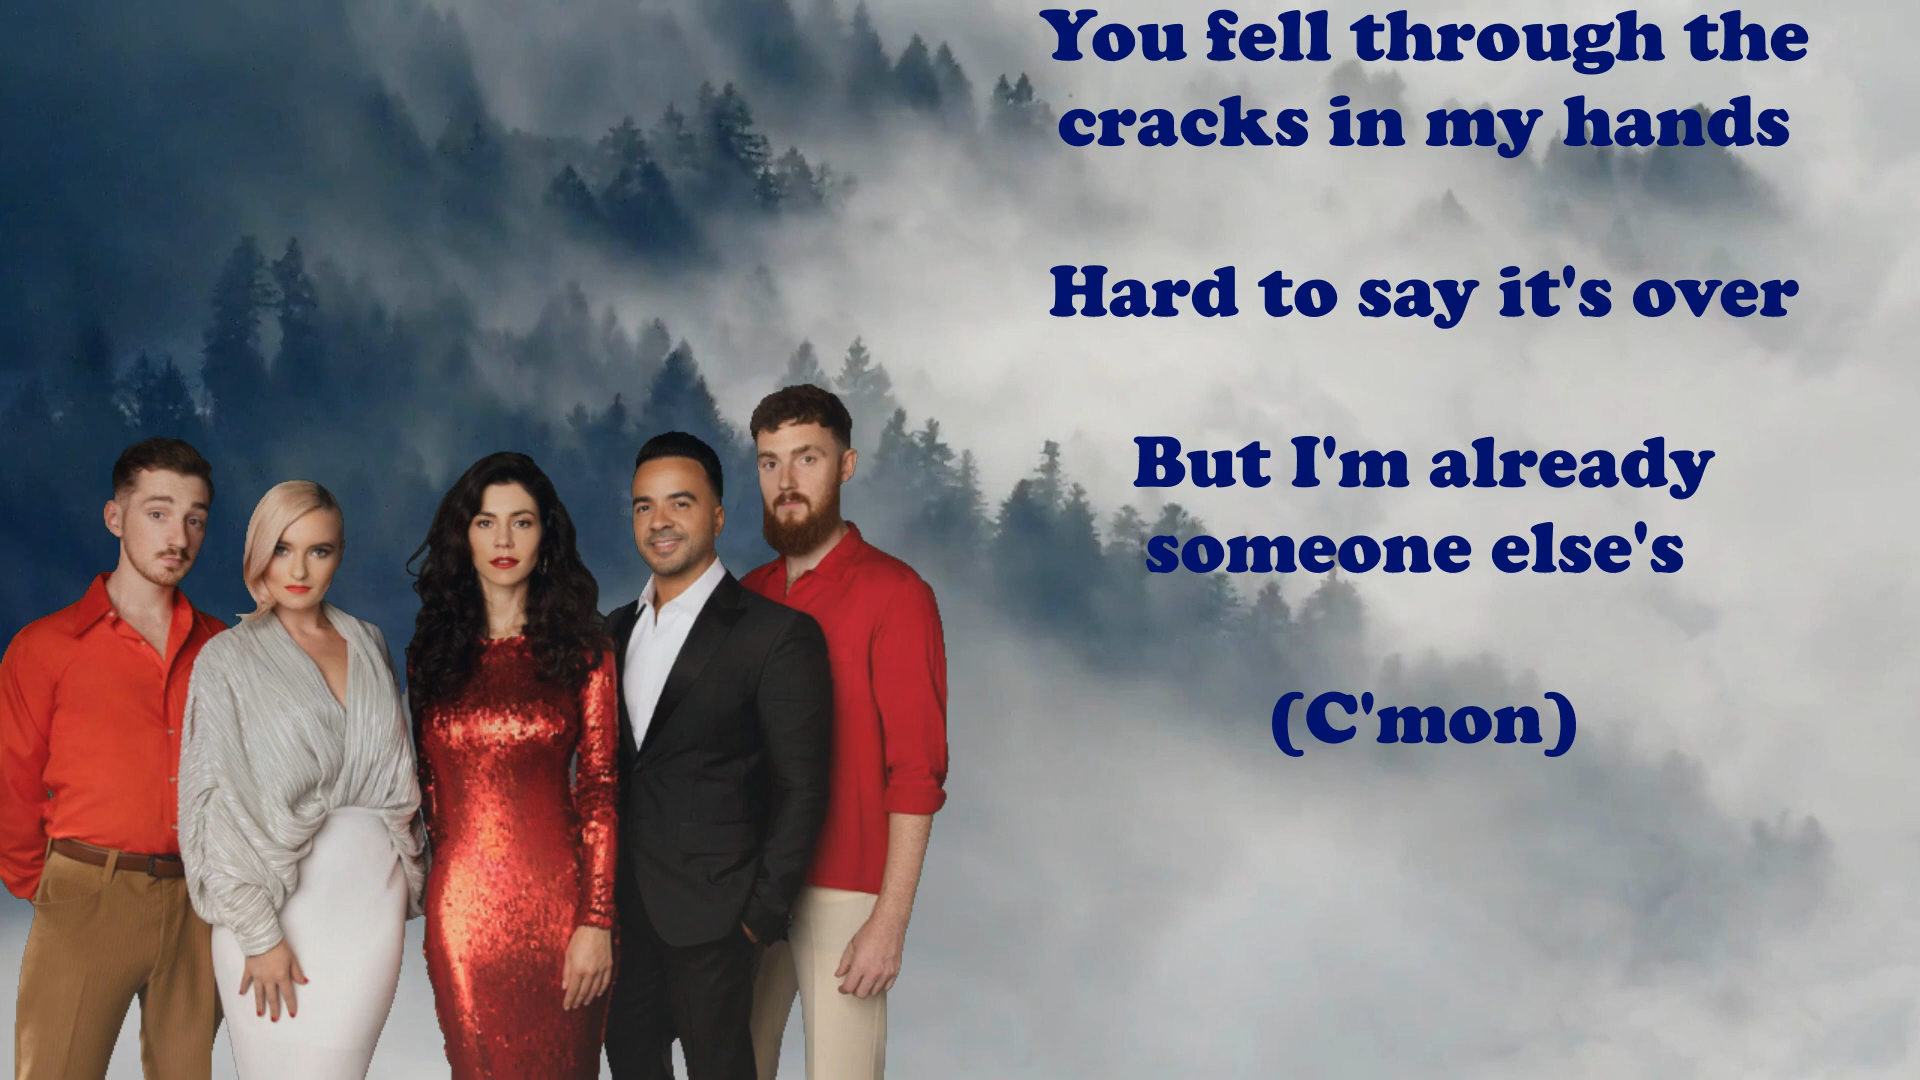 You fell through the
cracks in my hands
Hard to say it's over
But I'm already
someone else's
(C'mon)